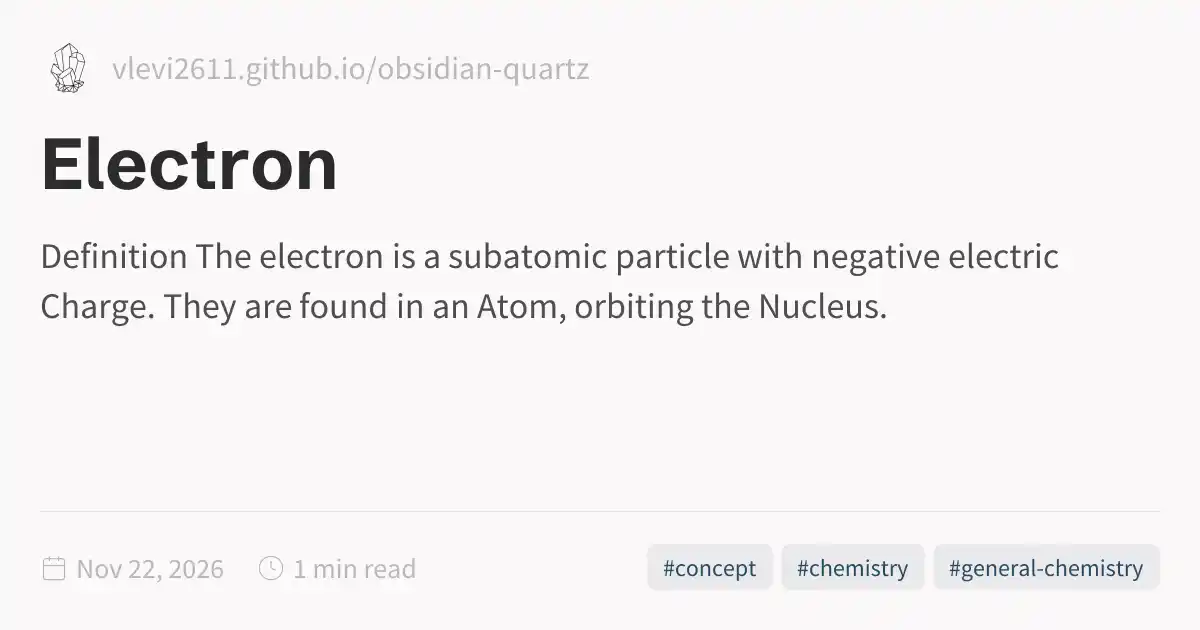 vlevi2611.github.io/obsidian-quartz
Electron
Definition The electron is a subatomic particle with negative electric
Charge. They are found in an Atom, orbiting the Nucleus.
Nov 22, 2026 1 min read #concept #chemistry #general-chemistry